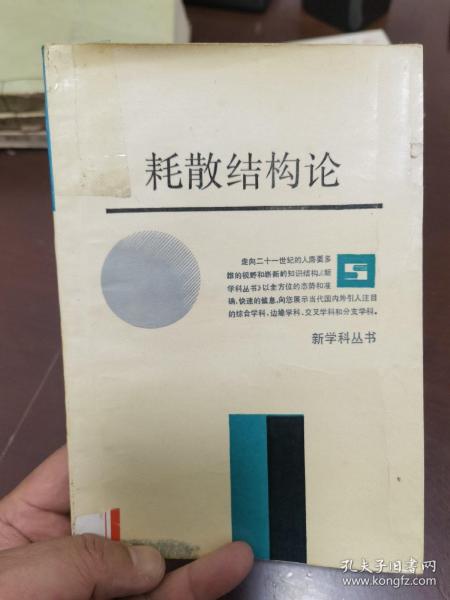 耗散结构论
走向二十一世纪的人需要多
维的视野和崭新的知识结构。《新
学科丛书》以全方位的态势和准
确、快速的信息，向您展示当代国内外引人注目
的综合学科、边缘学科、交叉学科和分支学科。
新学科丛书
孔夫子旧书网
www.kongfz.com